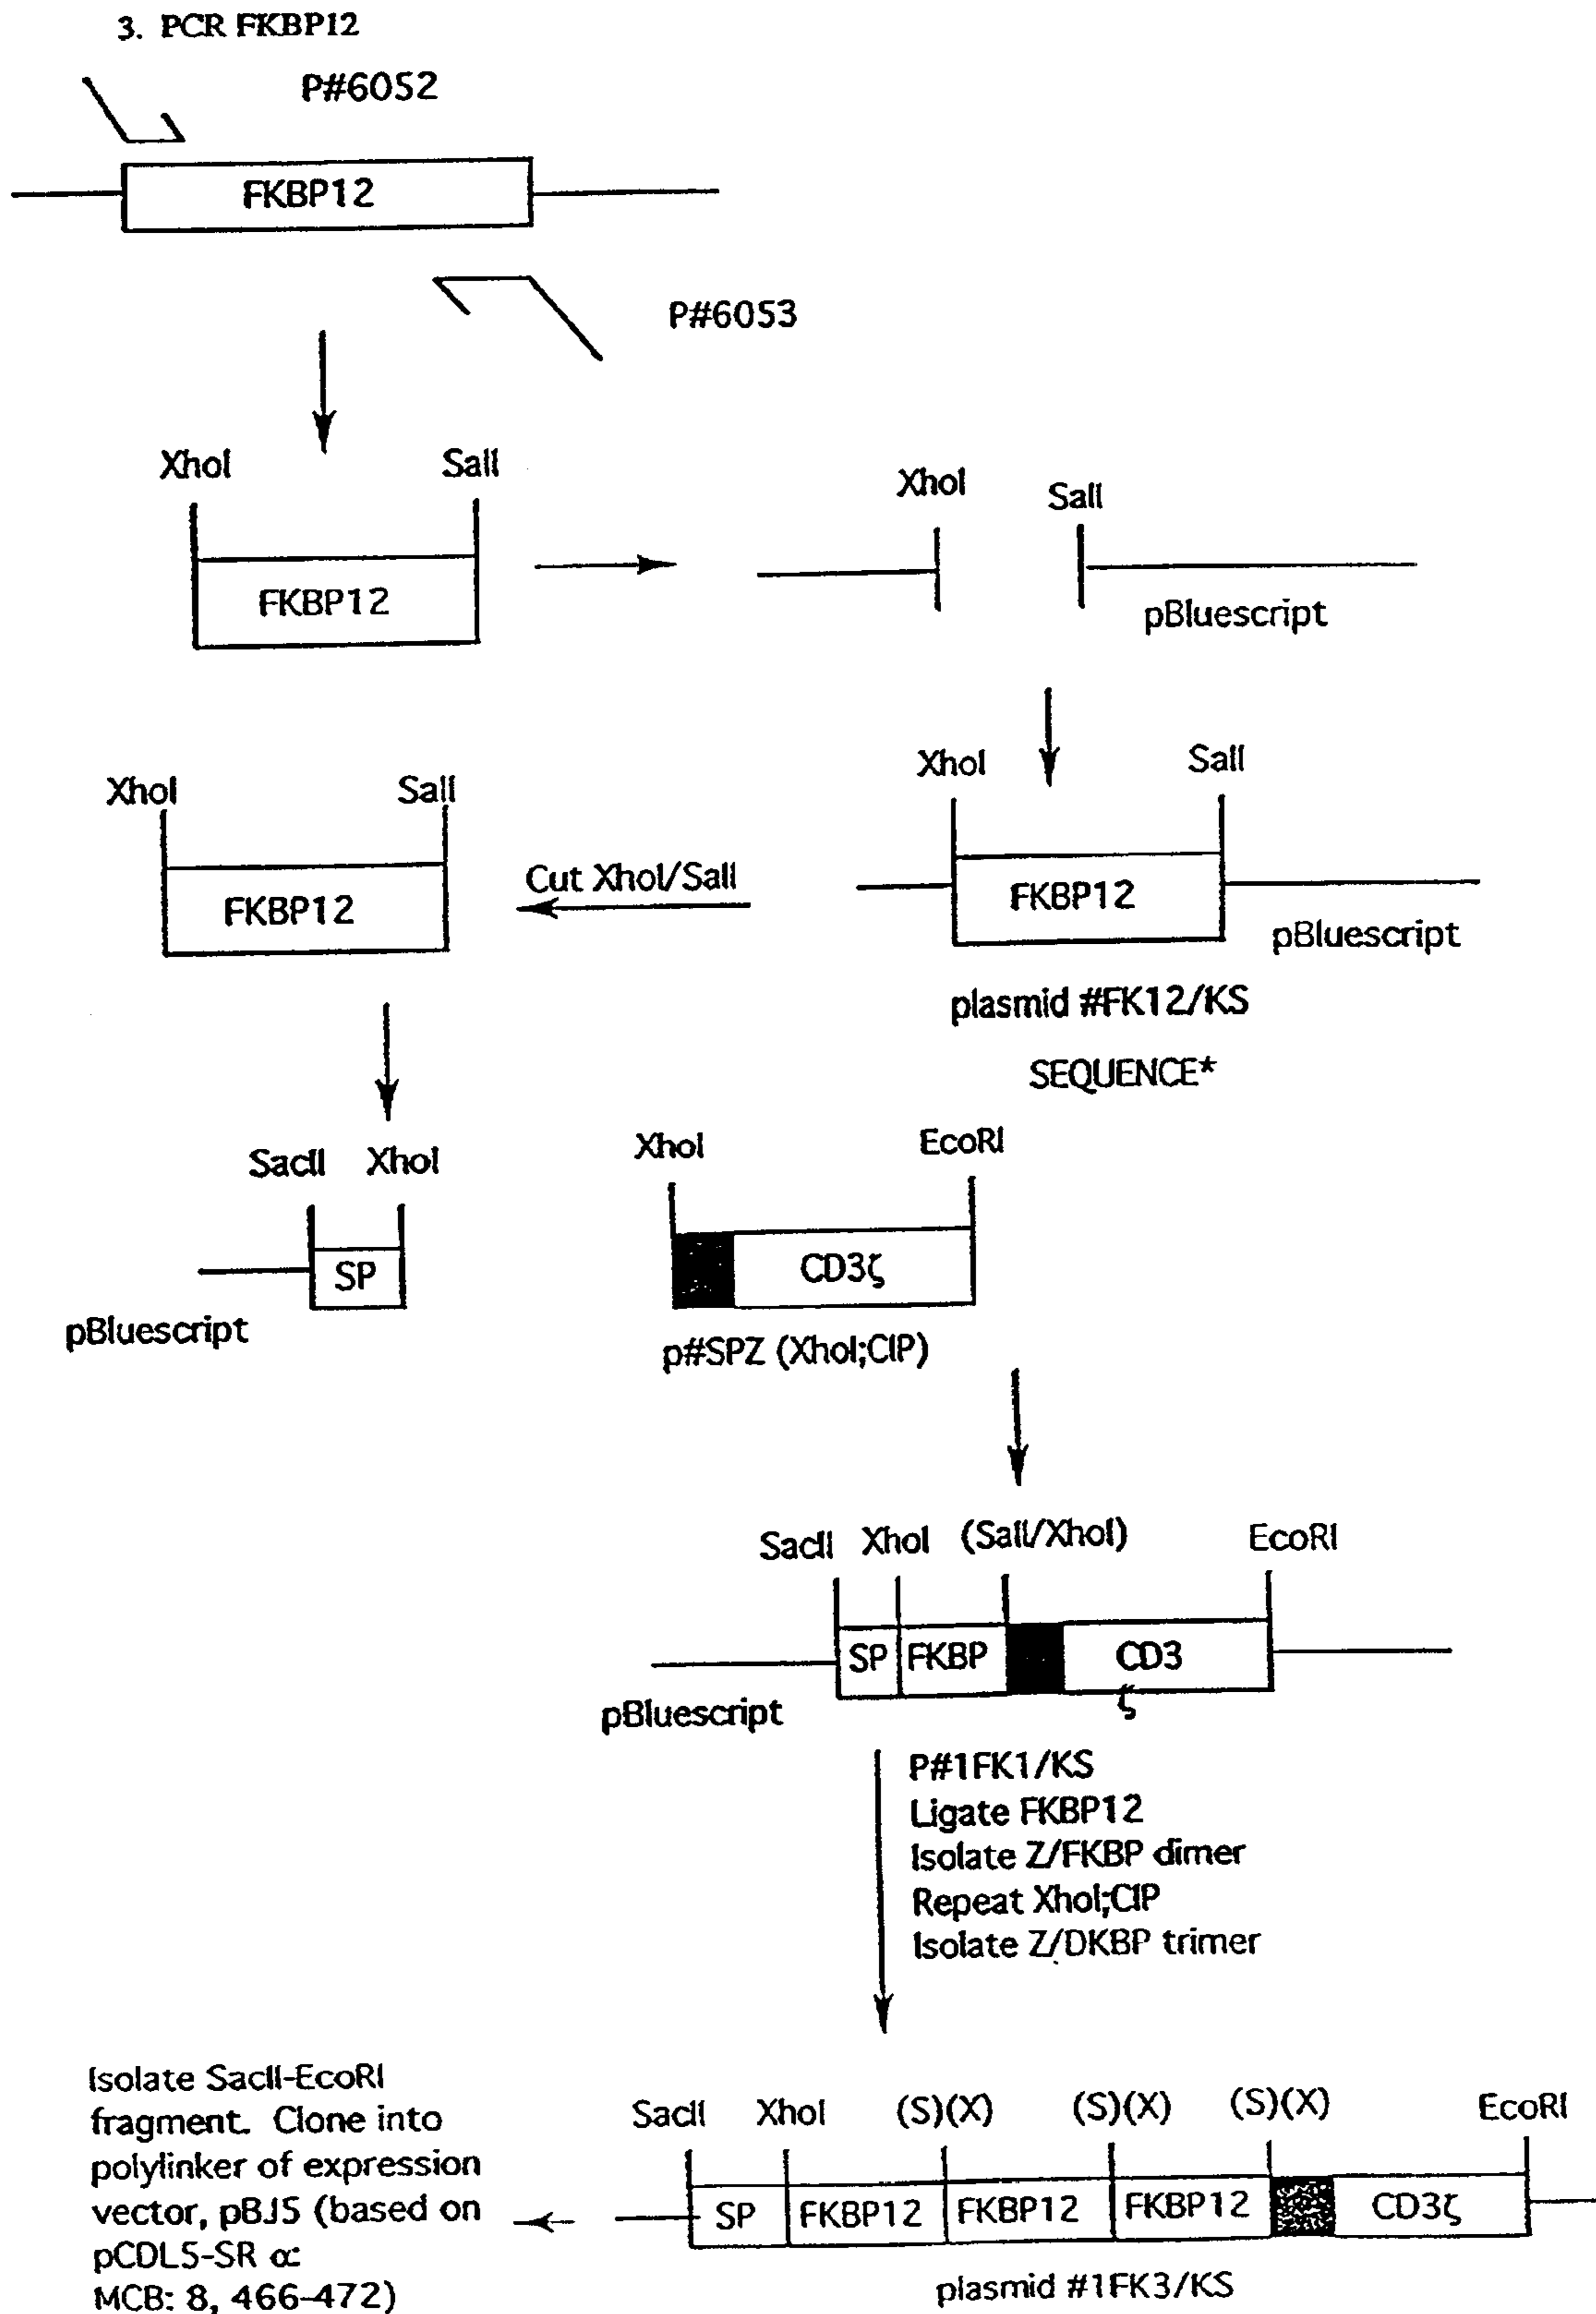 3. PCR FKBP12
P#6052
FKBP12
P#6053
XhoI SalI
FKBP12
XhoI SalI
pBluescript
XhoI SalI
FKBP12
pBluescript
plasmid #FK12/KS
SEQUENCE*
Cut XhoI/SalI
XhoI SalI
FKBP12
SacII XhoI
SP
pBluescript
XhoI EcoRI
CD3ζ
p#SPZ (XhoI;CIP)
SacII XhoI (SalI/XhoI) EcoRI
SP FKBP CD3
ζ
pBluescript
P#1FK1/KS
Ligate FKBP12
Isolate Z/FKBP dimer
Repeat XhoI;CIP
Isolate Z/DKBP trimer
SacII XhoI (S)(X) (S)(X) (S)(X) EcoRI
SP FKBP12 FKBP12 FKBP12 CD3ζ
plasmid #1FK3/KS
Isolate SacII-EcoRI
fragment. Clone into
polylinker of expression
vector, pBJ5 (based on
pCDL5-SR α:
MCB: 8, 466-472)